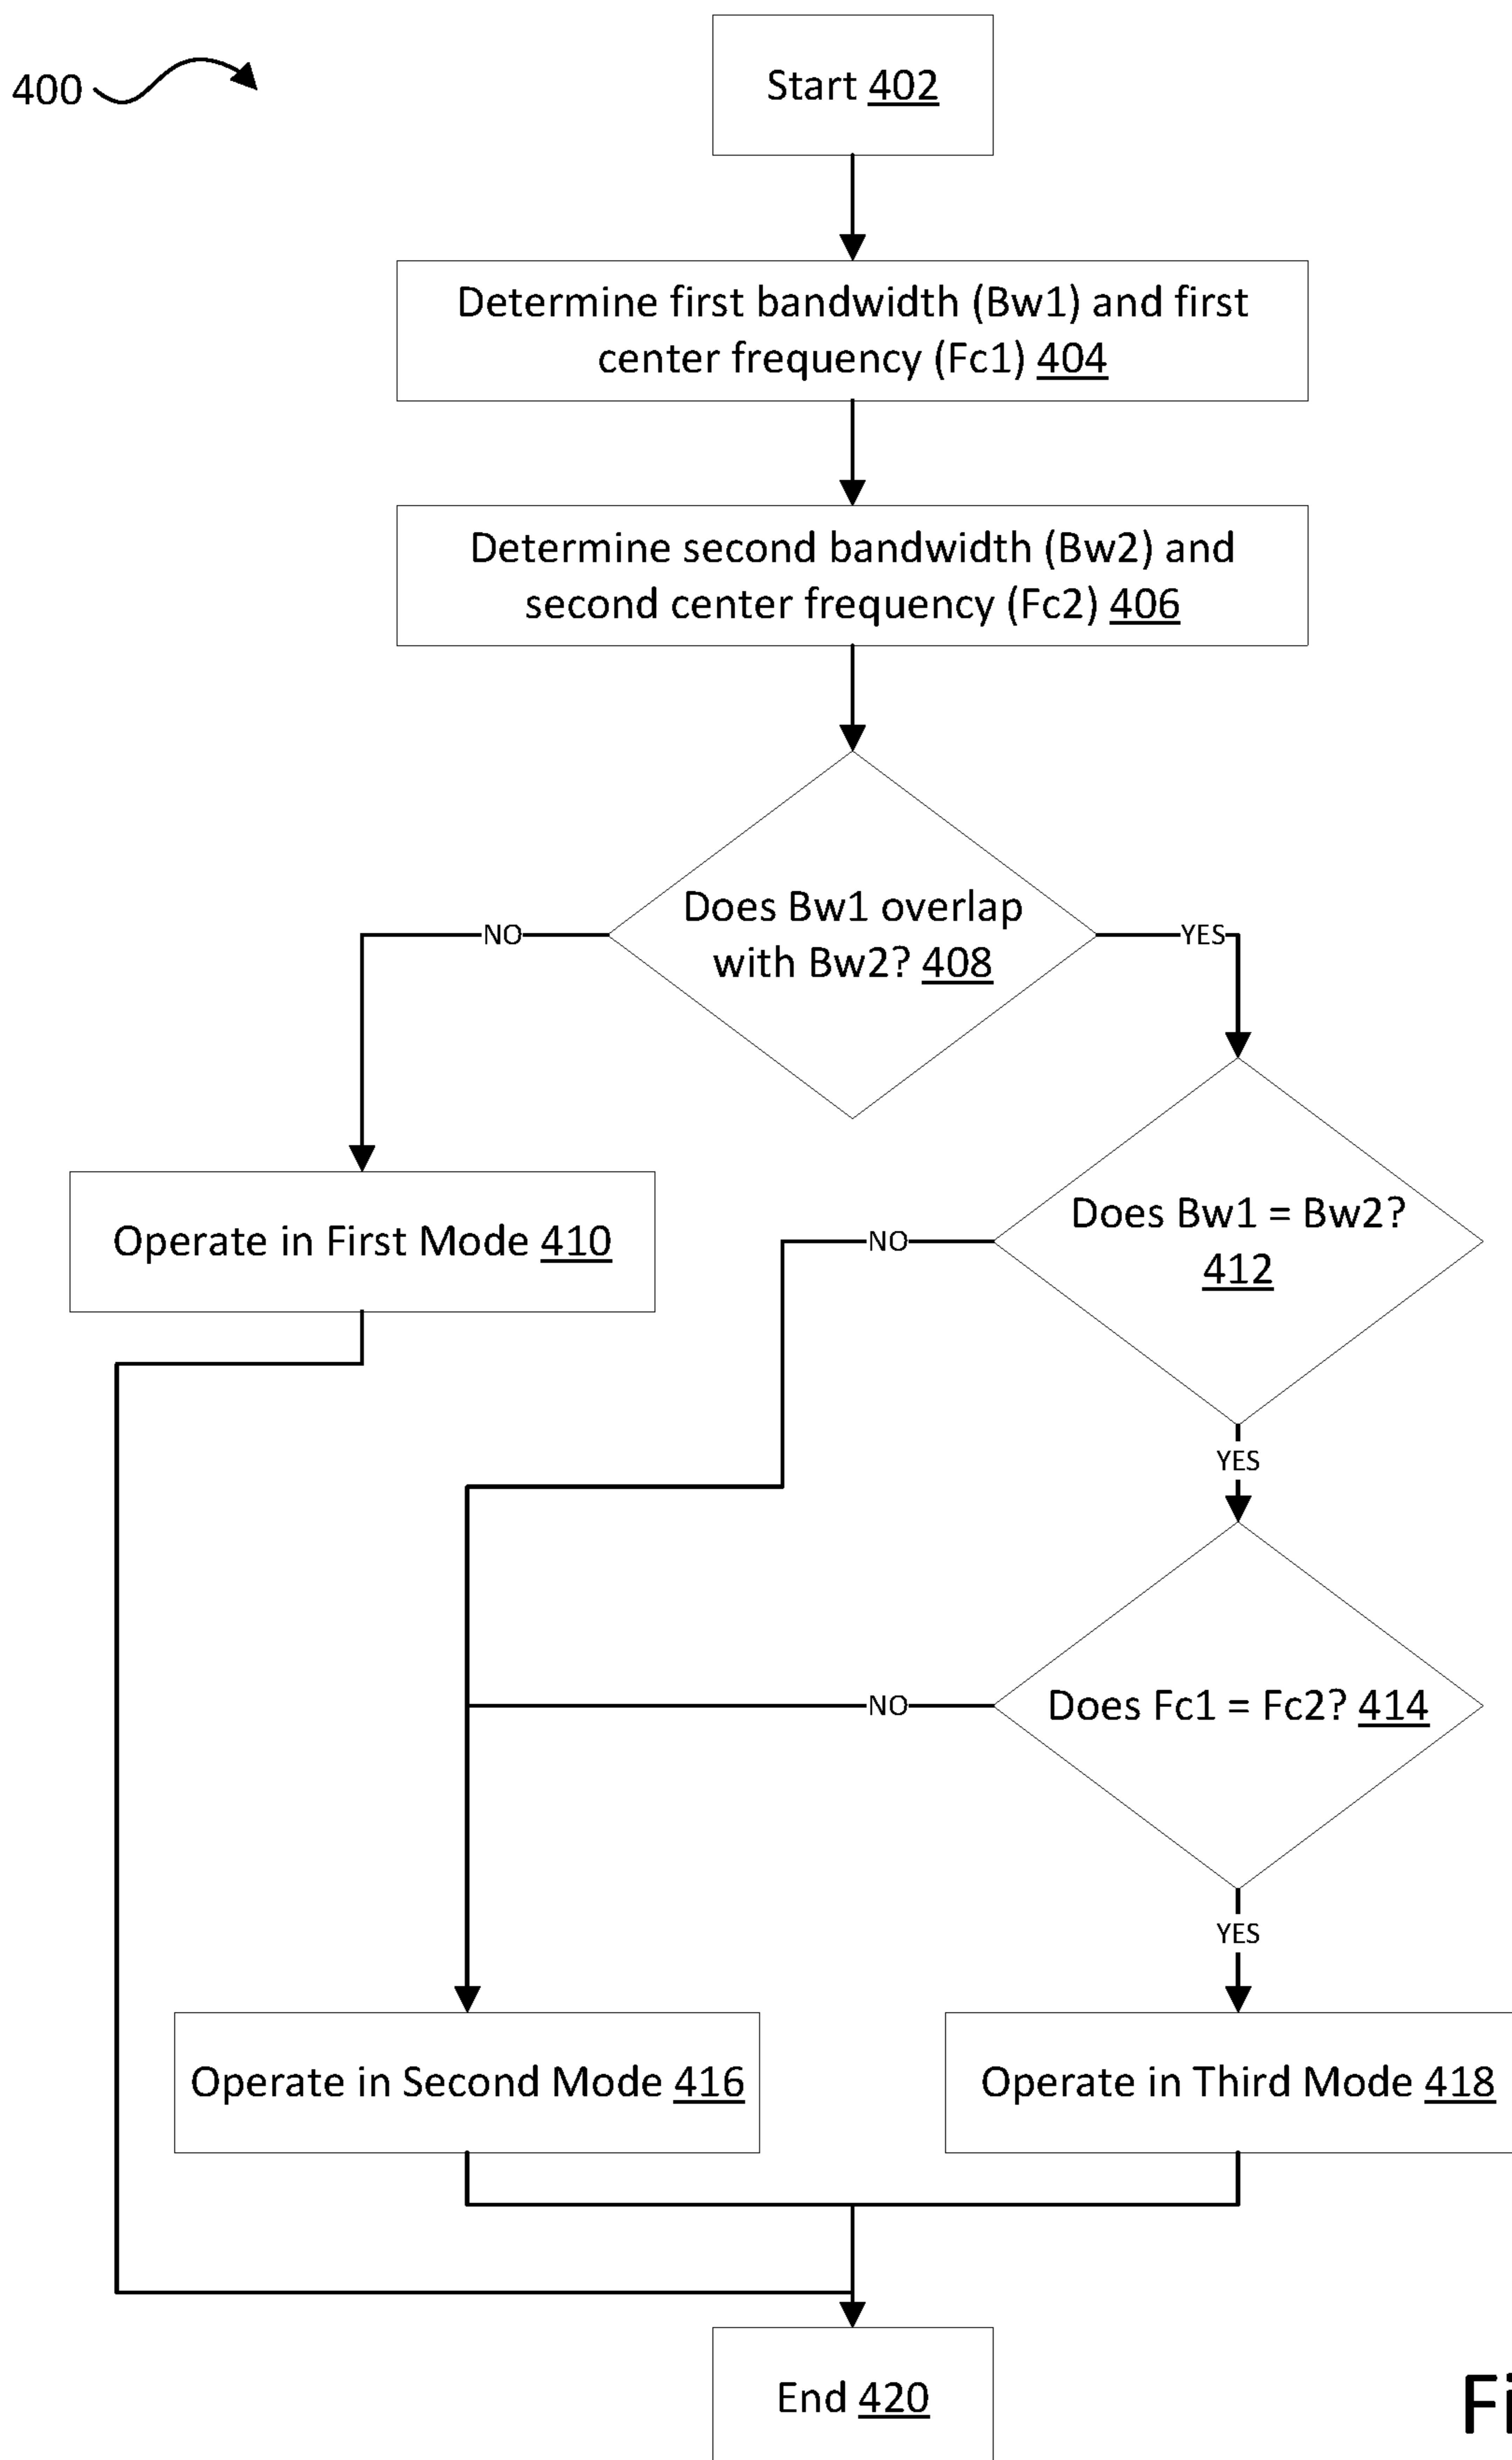 400
Start 402
Determine first bandwidth (Bw1) and first
center frequency (Fc1) 404
Determine second bandwidth (Bw2) and
second center frequency (Fc2) 406
Does Bw1 overlap
with Bw2? 408
NO
YES
Operate in First Mode 410
Does Bw1 = Bw2?
412
NO
YES
Does Fc1 = Fc2? 414
NO
YES
Operate in Second Mode 416
Operate in Third Mode 418
End 420